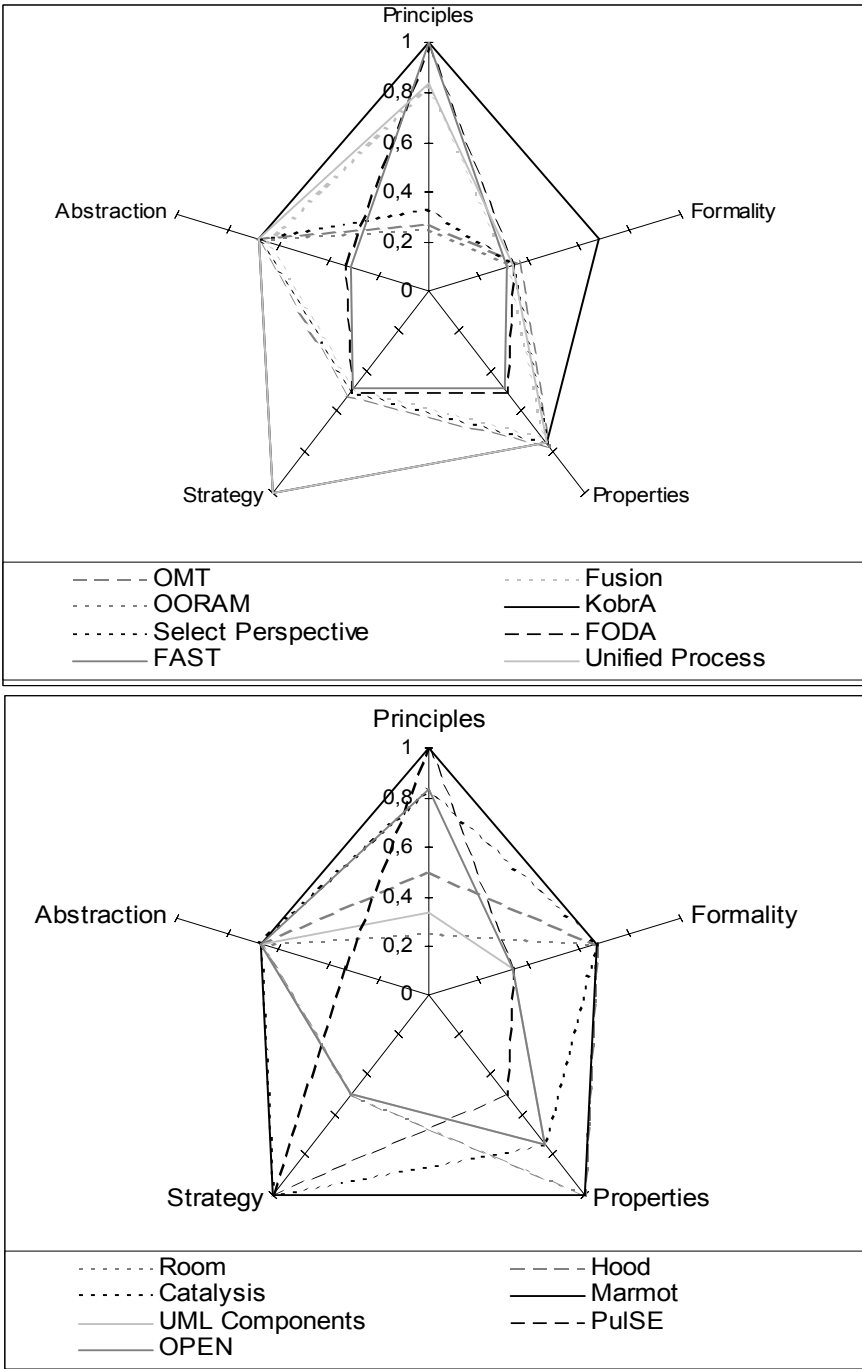 Principles
1
0,8
0,6
0,4
0,2
0
Abstraction
Formality
Strategy
Properties
OMT
Fusion
OORAM
KobrA
Select Perspective
FODA
FAST
Unified Process
Principles
1
0,8
0,6
0,4
0,2
0
Abstraction
Formality
Strategy
Properties
Room
Hood
Catalysis
Marmot
UML Components
PulSE
OPEN